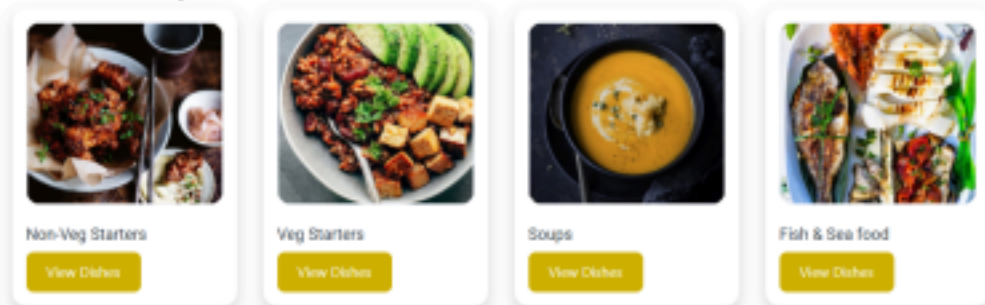 Non-Veg Starters
View Dishes
Veg Starters
View Dishes
Soups
View Dishes
Fish & Sea food
View Dishes